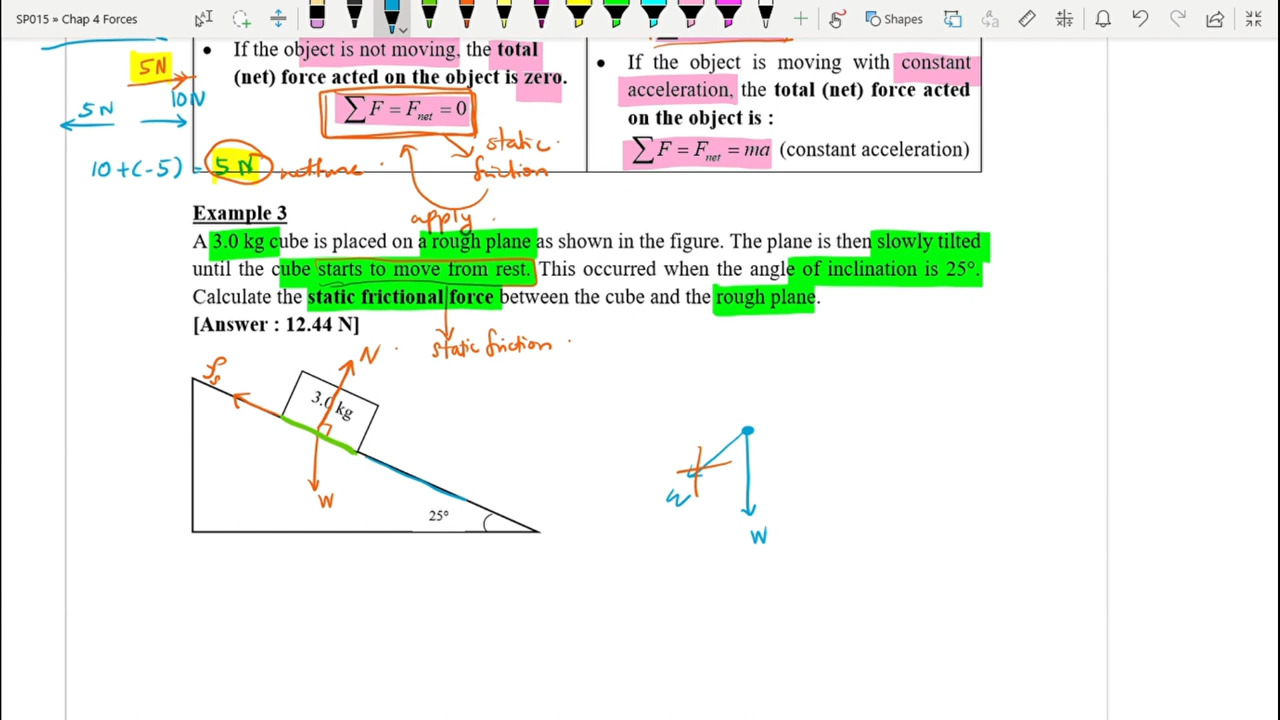 SP015 » Chap 4 Forces
Shapes
• If the object is not moving, the total
(net) force acted on the object is zero.
∑F = F_net = 0
5N
10N
5N
10+(-5) = 5N
static
friction
apply
• If the object is moving with constant
acceleration, the total (net) force acted
on the object is :
∑F = F_net = ma (constant acceleration)
Example 3
A 3.0 kg cube is placed on a rough plane as shown in the figure. The plane is then slowly tilted
until the cube starts to move from rest. This occurred when the angle of inclination is 25°.
Calculate the static frictional force between the cube and the rough plane.
[Answer : 12.44 N]
static friction
fs
N
3.0 kg
W
25°
W
W